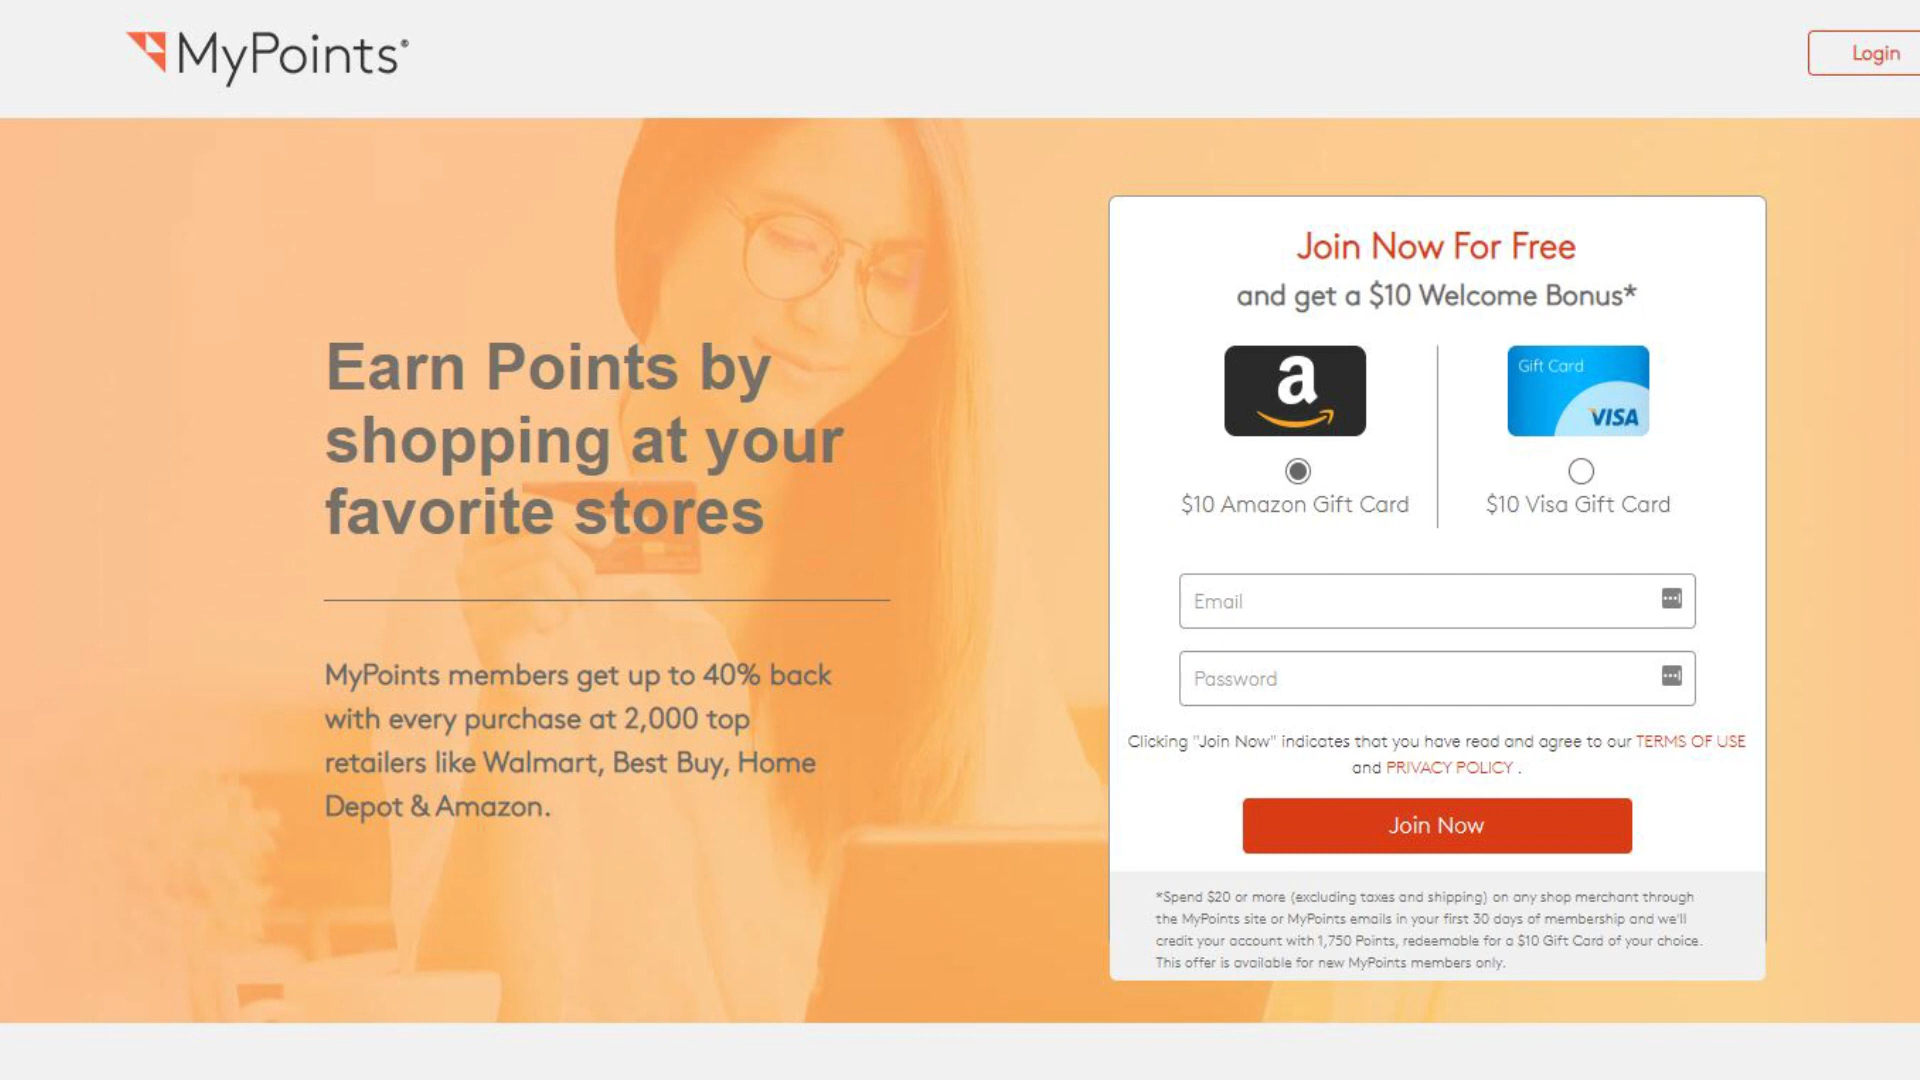 MyPoints®
Login
Earn Points by
shopping at your
favorite stores
MyPoints members get up to 40% back
with every purchase at 2,000 top
retailers like Walmart, Best Buy, Home
Depot & Amazon.
Join Now For Free
and get a $10 Welcome Bonus*
a
Gift Card
VISA
$10 Amazon Gift Card
$10 Visa Gift Card
Email
Password
Clicking "Join Now" indicates that you have read and agree to our TERMS OF USE
and PRIVACY POLICY .
Join Now
*Spend $20 or more (excluding taxes and shipping) on any shop merchant through
the MyPoints site or MyPoints emails in your first 30 days of membership and we'll
credit your account with 1,750 Points, redeemable for a $10 Gift Card of your choice.
This offer is available for new MyPoints members only.